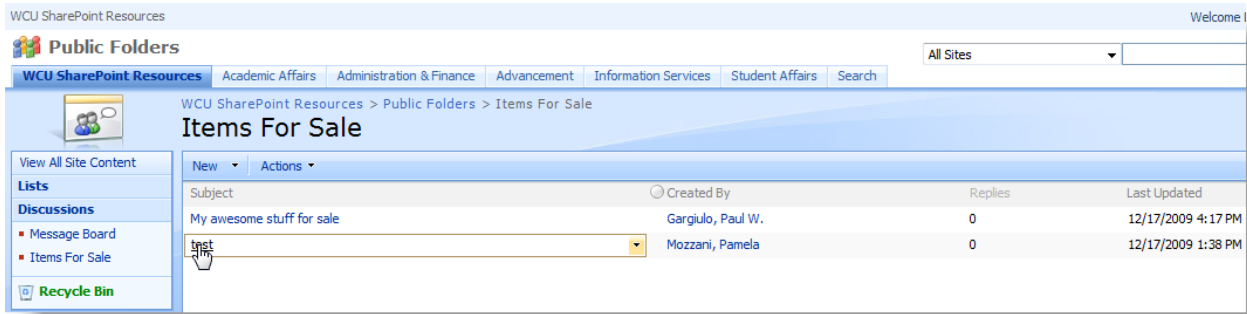 WCU SharePoint Resources Welcome
Public Folders
All Sites
WCU SharePoint Resources Academic Affairs Administration & Finance Advancement Information Services Student Affairs Search
WCU SharePoint Resources > Public Folders > Items For Sale
Items For Sale
View All Site Content
New Actions
Lists
Subject Created By Replies Last Updated
Discussions
My awesome stuff for sale Gargiulo, Paul W. 0 12/17/2009 4:17 PM
Message Board
test Mozzani, Pamela 0 12/17/2009 1:38 PM
Items For Sale
Recycle Bin